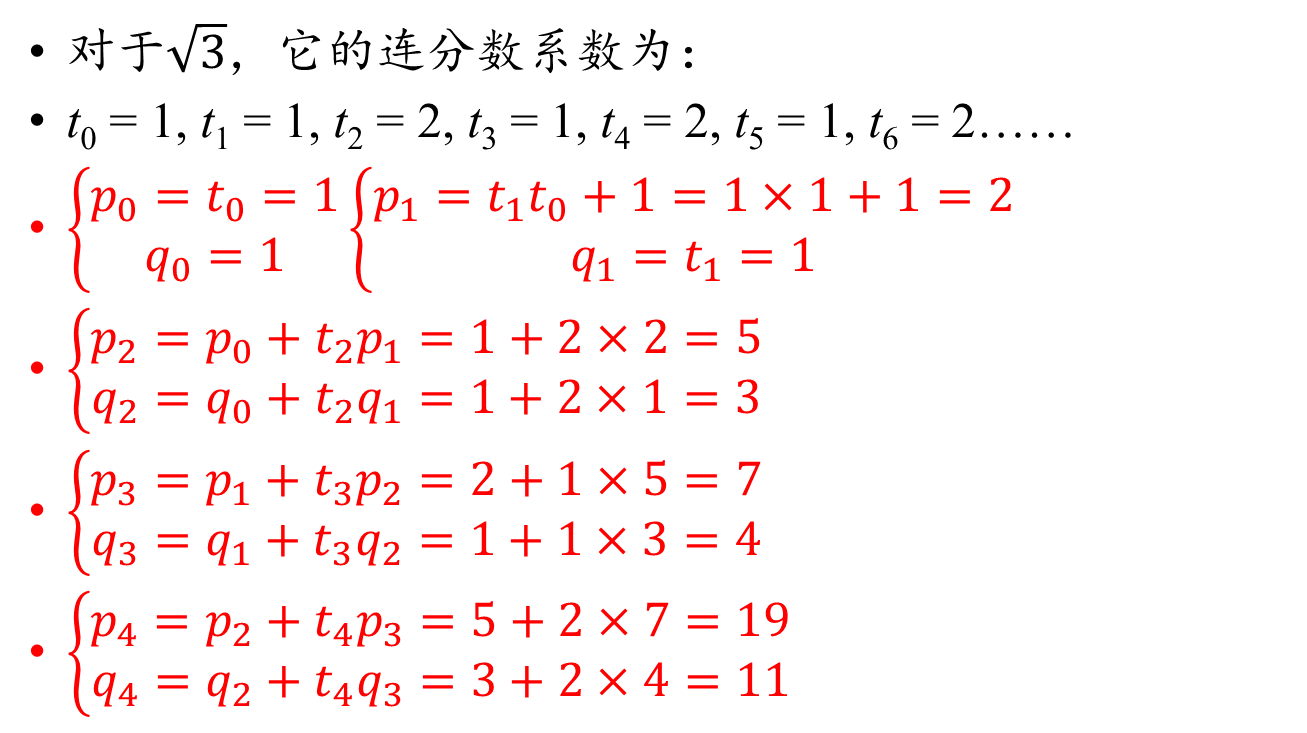 • 对于√3，它的连分数系数为：
• t₀ = 1, t₁ = 1, t₂ = 2, t₃ = 1, t₄ = 2, t₅ = 1, t₆ = 2……
• { p₀ = t₀ = 1 { p₁ = t₁t₀ + 1 = 1 × 1 + 1 = 2
q₀ = 1 q₁ = t₁ = 1
• { p₂ = p₀ + t₂p₁ = 1 + 2 × 2 = 5
q₂ = q₀ + t₂q₁ = 1 + 2 × 1 = 3
• { p₃ = p₁ + t₃p₂ = 2 + 1 × 5 = 7
q₃ = q₁ + t₃q₂ = 1 + 1 × 3 = 4
• { p₄ = p₂ + t₄p₃ = 5 + 2 × 7 = 19
q₄ = q₂ + t₄q₃ = 3 + 2 × 4 = 11